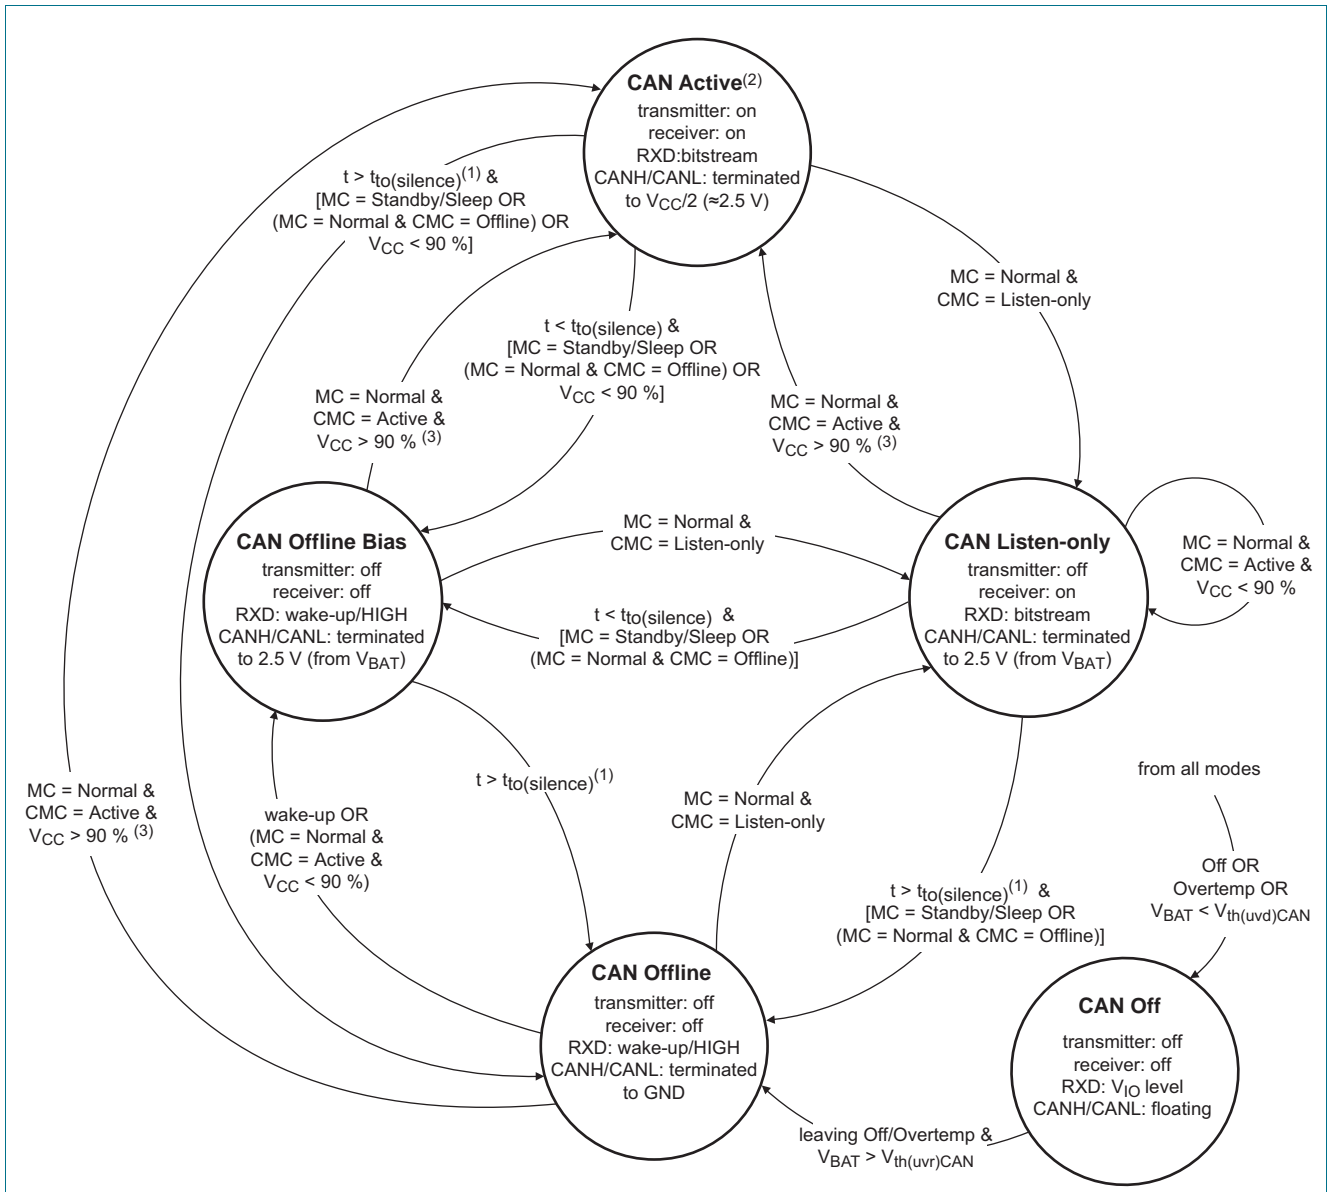 CAN Active(2)
transmitter: on
receiver: on
RXD:bitstream
CANH/CANL: terminated
to VCC/2 (≈2.5 V)
t > tto(silence)(1) &
[MC = Standby/Sleep OR
(MC = Normal & CMC = Offline) OR
VCC < 90 %]
MC = Normal &
CMC = Listen-only
t < tto(silence) &
[MC = Standby/Sleep OR
(MC = Normal & CMC = Offline) OR
VCC < 90 %]
MC = Normal &
CMC = Active &
VCC > 90 % (3)
MC = Normal &
CMC = Active &
VCC > 90 % (3)
CAN Offline Bias
transmitter: off
receiver: off
RXD: wake-up/HIGH
CANH/CANL: terminated
to 2.5 V (from VBAT)
MC = Normal &
CMC = Listen-only
CAN Listen-only
transmitter: off
receiver: on
RXD: bitstream
CANH/CANL: terminated
to 2.5 V (from VBAT)
MC = Normal &
CMC = Active &
VCC < 90 %
t < tto(silence) &
[MC = Standby/Sleep OR
(MC = Normal & CMC = Offline)]
MC = Normal &
CMC = Active &
VCC > 90 % (3)
wake-up OR
(MC = Normal &
CMC = Active &
VCC < 90 %)
t > tto(silence)(1)
MC = Normal &
CMC = Listen-only
t > tto(silence)(1) &
[MC = Standby/Sleep OR
(MC = Normal & CMC = Offline)]
from all modes
Off OR
Overtemp OR
VBAT < Vth(uvd)CAN
CAN Offline
transmitter: off
receiver: off
RXD: wake-up/HIGH
CANH/CANL: terminated
to GND
CAN Off
transmitter: off
receiver: off
RXD: VIO level
CANH/CANL: floating
leaving Off/Overtemp &
VBAT > Vth(uvr)CAN